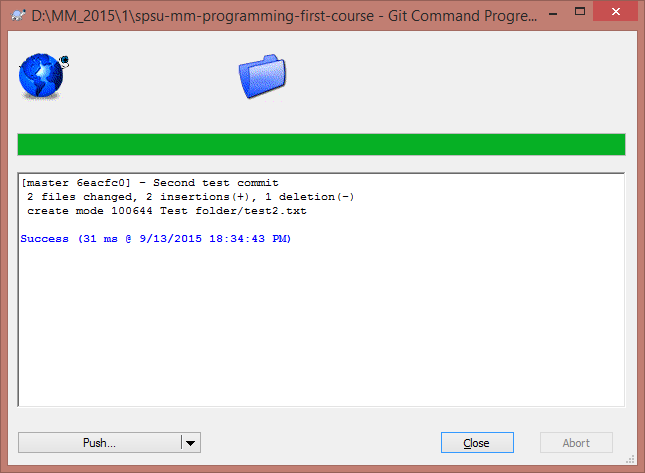 D:\MM_2015\1\spsu-mm-programming-first-course - Git Command Progre...
[master 6eacfc0] - Second test commit
2 files changed, 2 insertions(+), 1 deletion(-)
create mode 100644 Test folder/test2.txt
Success (31 ms @ 9/13/2015 18:34:43 PM)
Push...
Close
Abort